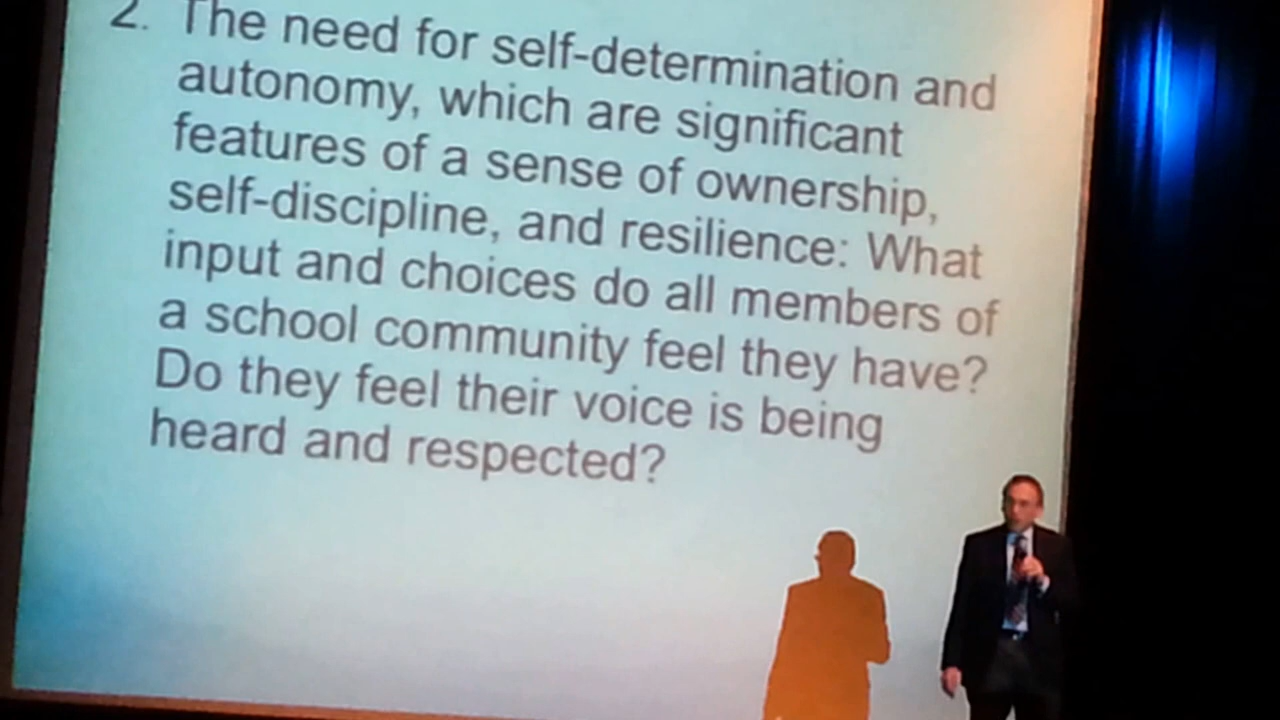 2. The need for self-determination and
autonomy, which are significant
features of a sense of ownership,
self-discipline, and resilience: What
input and choices do all members of
a school community feel they have?
Do they feel their voice is being
heard and respected?